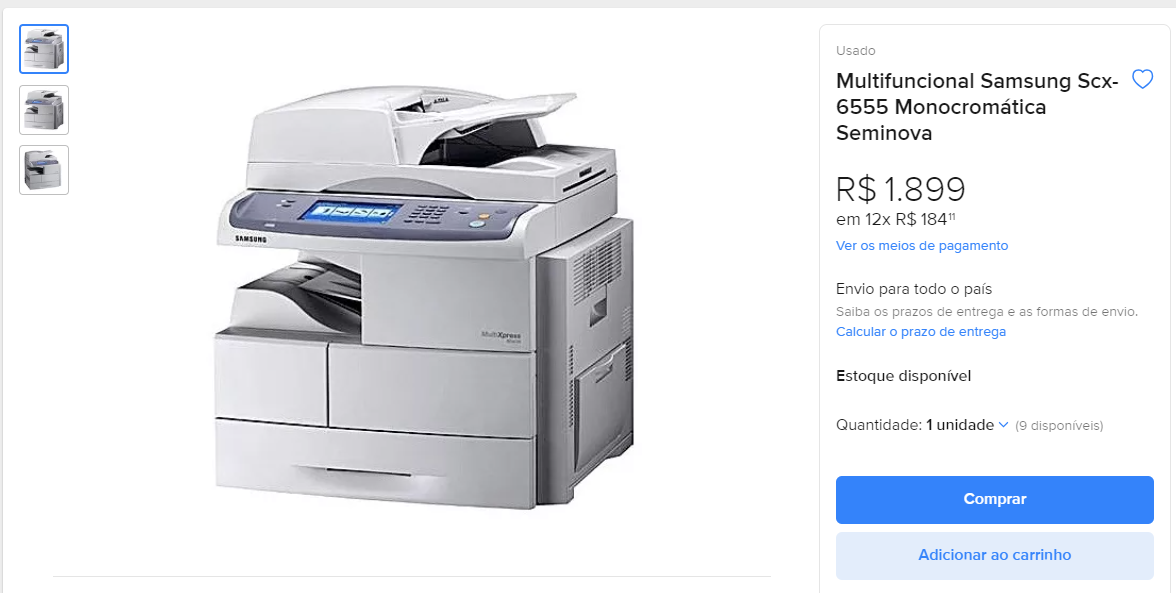 SAMSUNG
MultiXpress
Usado
Multifuncional Samsung Scx-
6555 Monocromática
Seminova
R$ 1.899
em 12x R$ 184¹¹
Ver os meios de pagamento
Envio para todo o país
Saiba os prazos de entrega e as formas de envio.
Calcular o prazo de entrega
Estoque disponível
Quantidade: 1 unidade (9 disponíveis)
Comprar
Adicionar ao carrinho